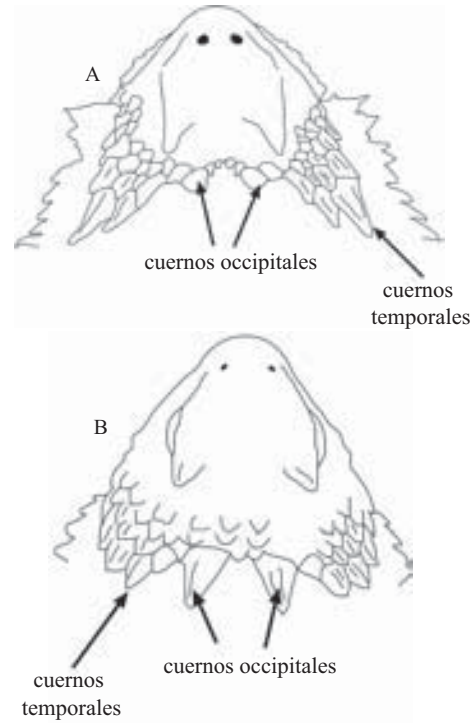 A
cuernos occipitales
cuernos
temporales
B
cuernos occipitales
cuernos
temporales